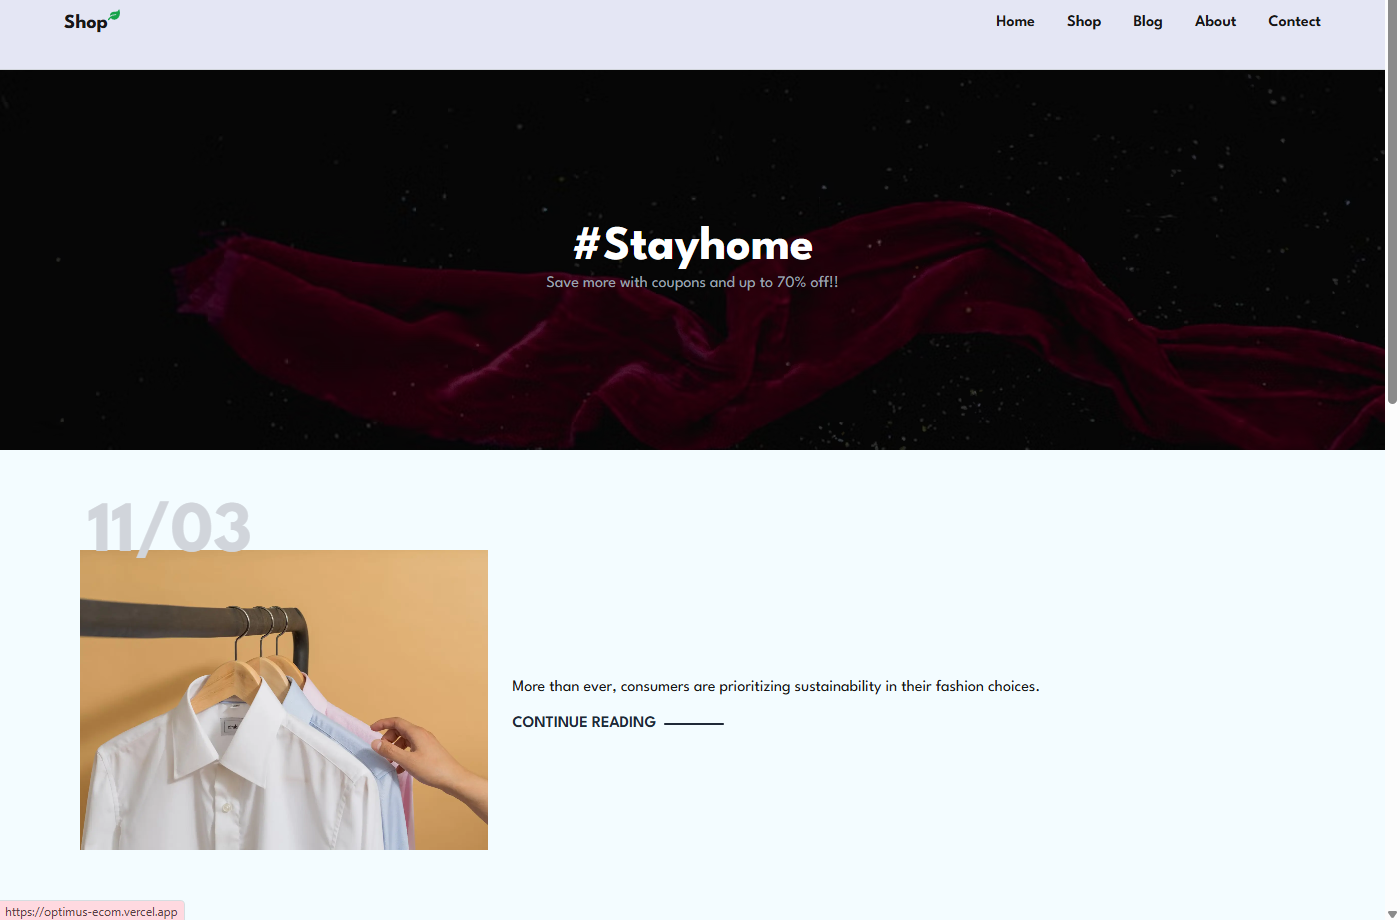 Shop
Home Shop Blog About Contect
#Stayhome
Save more with coupons and up to 70% off!!
11/03
More than ever, consumers are prioritizing sustainability in their fashion choices.
CONTINUE READING
https://optimus-ecom.vercel.app